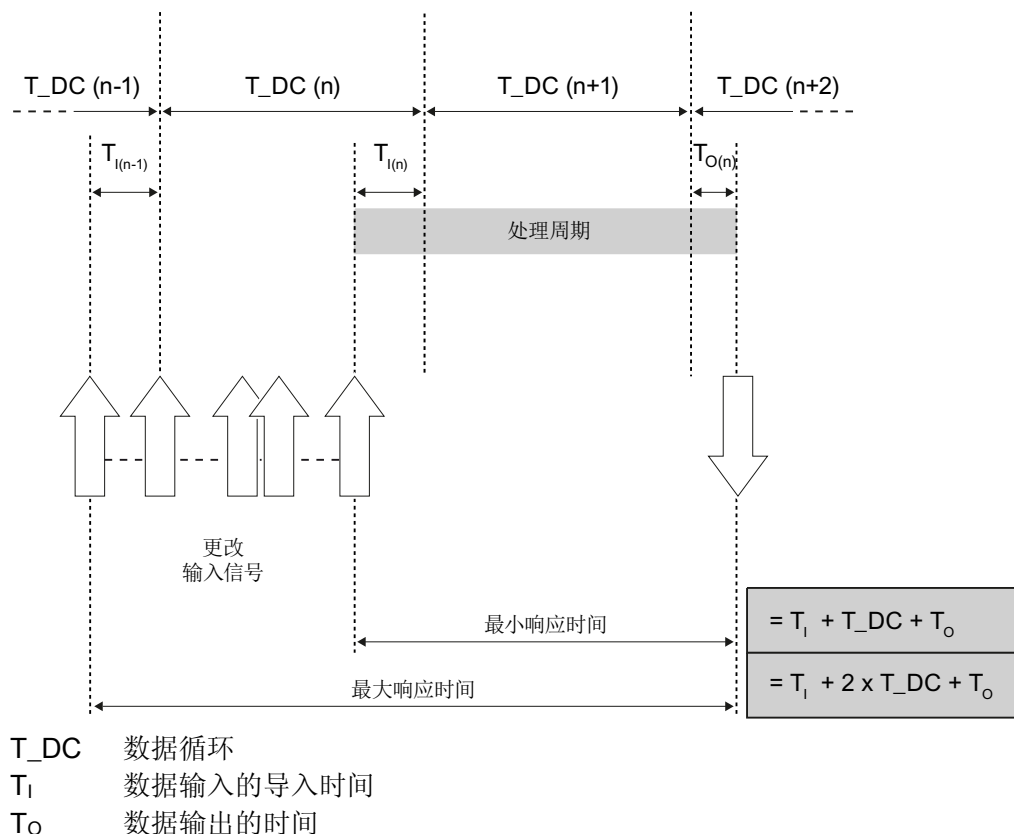 T_DC (n-1) T_DC (n) T_DC (n+1) T_DC (n+2)
TI(n-1) TI(n) TO(n)
处理周期
更改
输入信号
最小响应时间 = TI + T_DC + TO
最大响应时间 = TI + 2 x T_DC + TO
T_DC 数据循环
TI 数据输入的导入时间
TO 数据输出的时间